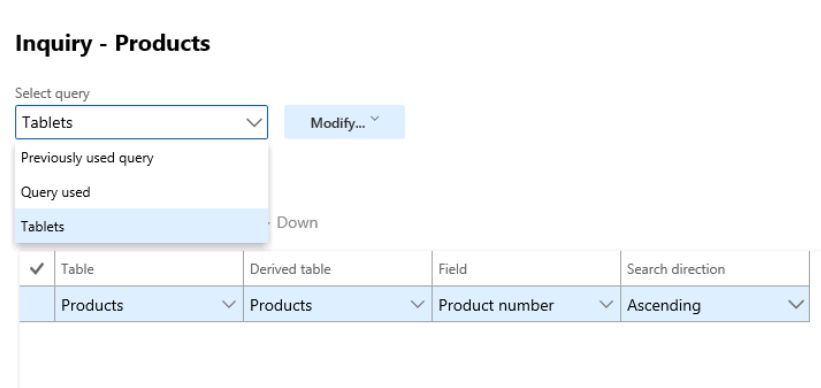 Inquiry - Products
Select query
Tablets
Modify...
Previously used query
Query used
Tablets
Down
Table Derived table Field Search direction
Products Products Product number Ascending